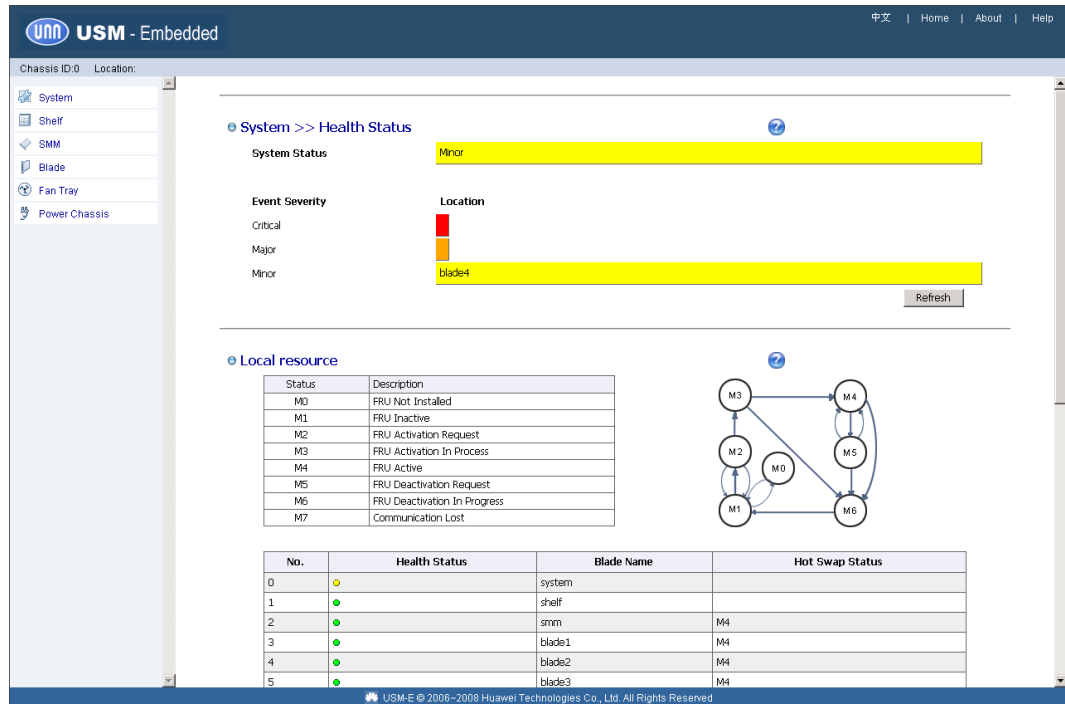 中文 | Home | About | Help
USM - Embedded
Chassis ID:0 Location:
System
Shelf
SMM
Blade
Fan Tray
Power Chassis
System >> Health Status
System Status Minor
Event Severity Location
Critical
Major
Minor blade4
Refresh
Local resource
Status Description
M0 FRU Not Installed
M1 FRU Inactive
M2 FRU Activation Request
M3 FRU Activation In Process
M4 FRU Active
M5 FRU Deactivation Request
M6 FRU Deactivation In Progress
M7 Communication Lost
M3 M4
M2 M0 M5
M1 M6
No. Health Status Blade Name Hot Swap Status
0 system
1 shelf
2 smm M4
3 blade1 M4
4 blade2 M4
5 blade3 M4
USM-E © 2006~2008 Huawei Technologies Co., Ltd. All Rights Reserved